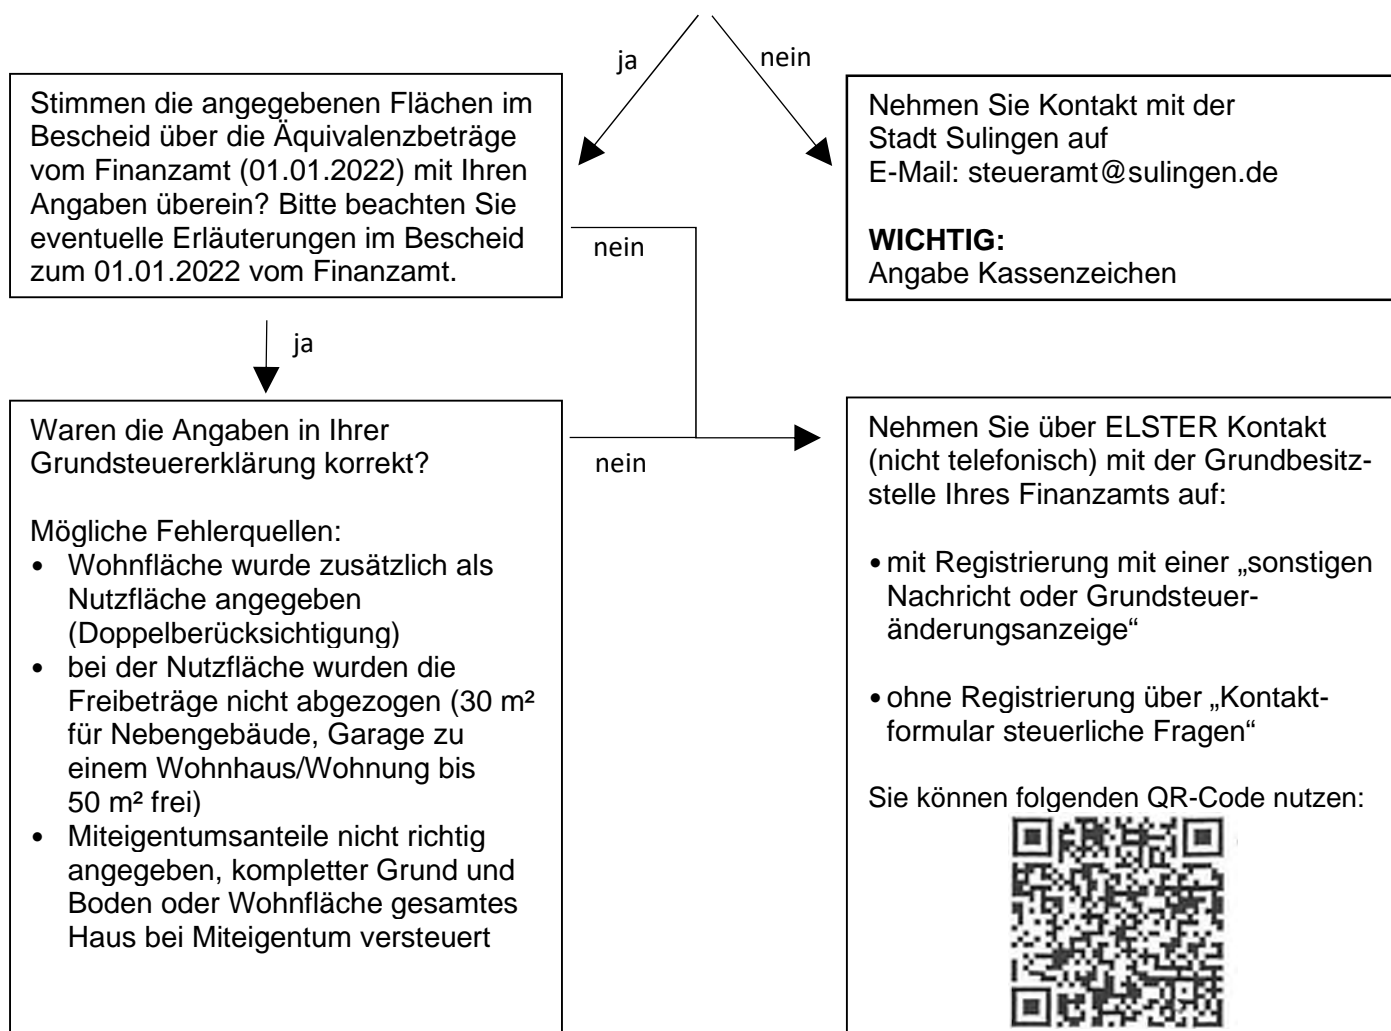 ja
nein
Stimmen die angegebenen Flächen im
Bescheid über die Äquivalenzbeträge
vom Finanzamt (01.01.2022) mit Ihren
Angaben überein? Bitte beachten Sie
eventuelle Erläuterungen im Bescheid
zum 01.01.2022 vom Finanzamt.
Nehmen Sie Kontakt mit der
Stadt Sulingen auf
E-Mail: steueramt@sulingen.de
WICHTIG:
Angabe Kassenzeichen
nein
ja
Waren die Angaben in Ihrer
Grundsteuererklärung korrekt?
Mögliche Fehlerquellen:
• Wohnfläche wurde zusätzlich als
Nutzfläche angegeben
(Doppelberücksichtigung)
• bei der Nutzfläche wurden die
Freibeträge nicht abgezogen (30 m²
für Nebengebäude, Garage zu
einem Wohnhaus/Wohnung bis
50 m² frei)
• Miteigentumsanteile nicht richtig
angegeben, kompletter Grund und
Boden oder Wohnfläche gesamtes
Haus bei Miteigentum versteuert
nein
Nehmen Sie über ELSTER Kontakt
(nicht telefonisch) mit der Grundbesitz-
stelle Ihres Finanzamts auf:
• mit Registrierung mit einer „sonstigen
Nachricht oder Grundsteuer-
änderungsanzeige“
• ohne Registrierung über „Kontakt-
formular steuerliche Fragen“
Sie können folgenden QR-Code nutzen: